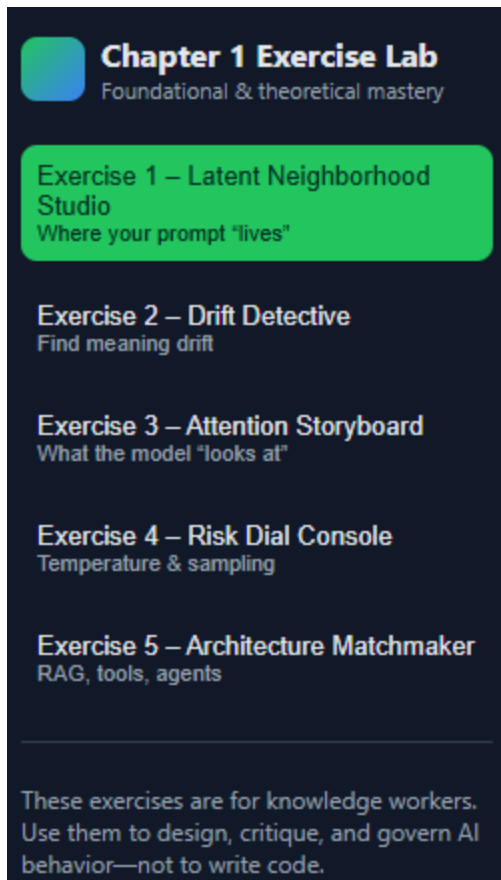 Chapter 1 Exercise Lab
Foundational & theoretical mastery
Exercise 1 – Latent Neighborhood
Studio
Where your prompt “lives”
Exercise 2 – Drift Detective
Find meaning drift
Exercise 3 – Attention Storyboard
What the model “looks at”
Exercise 4 – Risk Dial Console
Temperature & sampling
Exercise 5 – Architecture Matchmaker
RAG, tools, agents
These exercises are for knowledge workers.
Use them to design, critique, and govern AI
behavior—not to write code.